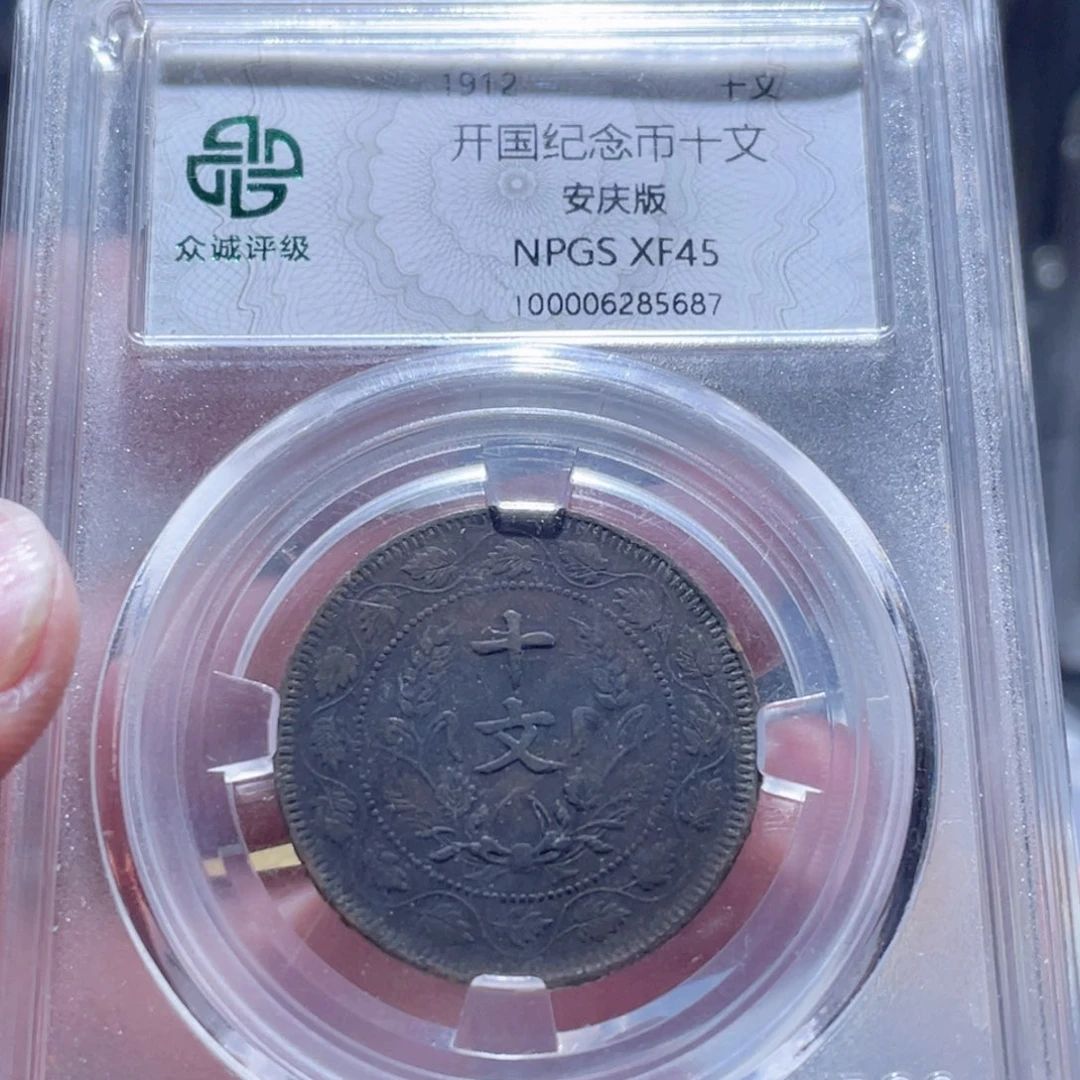 1912 十文
开国纪念币十文
安庆版
NPGS XF45
100006285687
众诚评级
十
文